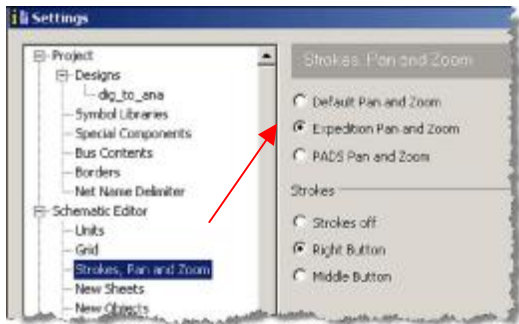 Settings
Project
Designs
dig_to_ana
Symbol Libraries
Special Components
Bus Contents
Borders
Net Name Delimiter
Schematic Editor
Units
Grid
Strokes, Pan and Zoom
New Sheets
New Objects
Strokes, Pan and Zoom
Default Pan and Zoom
Expedition Pan and Zoom
PADS Pan and Zoom
Strokes
Strokes off
Right Button
Middle Button